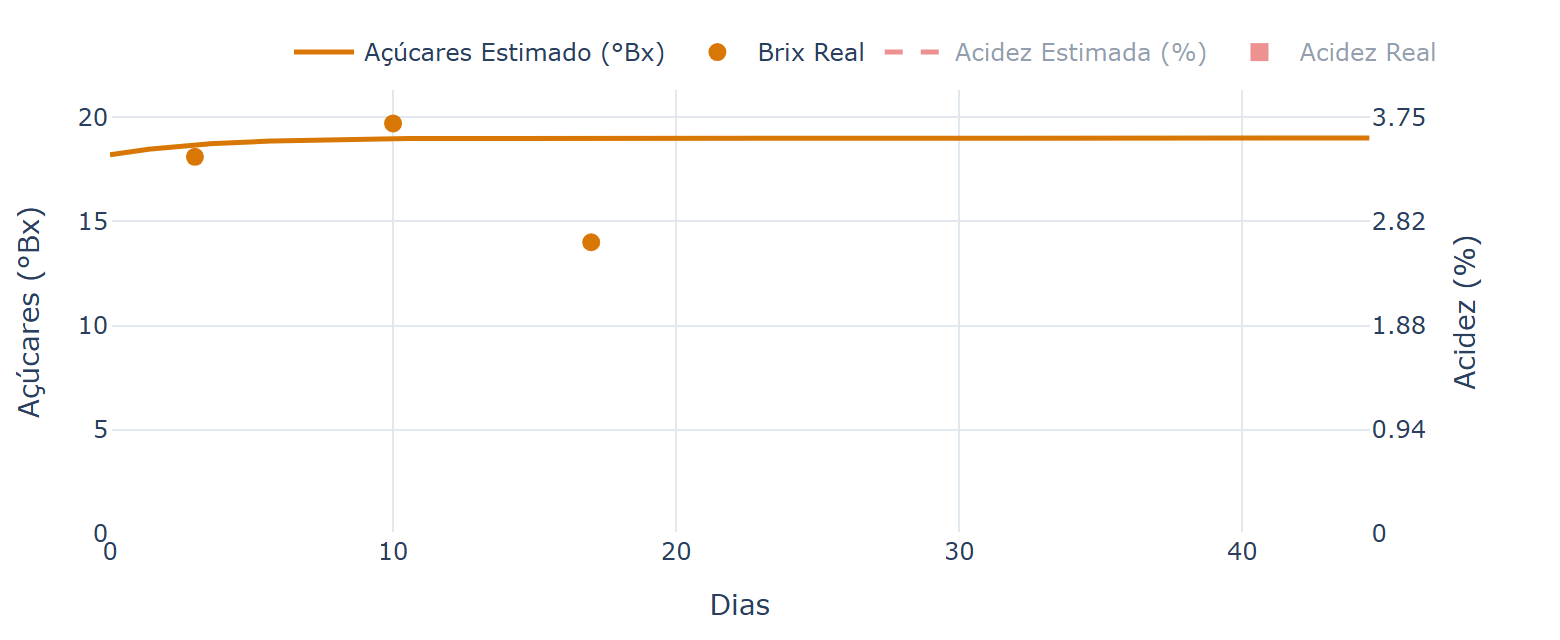 Açúcares Estimado (°Bx) Brix Real Acidez Estimada (%) Acidez Real
20 3.75
15 2.82
10 1.88
5 0.94
0 0
Açúcares (°Bx)
Acidez (%)
0 10 20 30 40
Dias